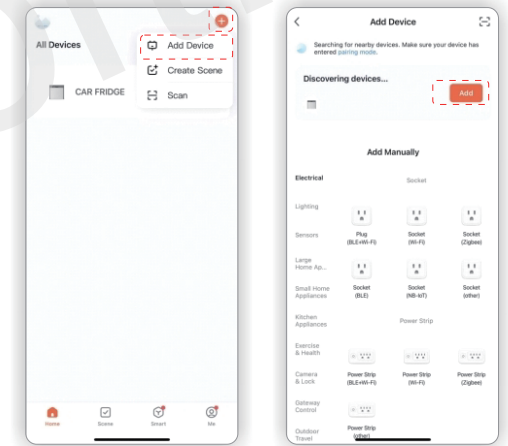 All Devices
Add Device
Create Scene
CAR FRIDGE
Scan
Home
Scene
Smart
Me
Add Device
Searching for nearby devices. Make sure your device has
entered pairing mode.
Discovering devices...
Add
Add Manually
Electrical
Socket
Lighting
Sensors
Plug
(BLE+Wi-Fi)
Socket
(Wi-Fi)
Socket
(Zigbee)
Large
Home Ap...
Small Home
Appliances
Socket
(BLE)
Socket
(NB-IoT)
Socket
(other)
Kitchen
Appliances
Power Strip
Exercise
& Health
Camera
& Lock
Power Strip
(BLE+Wi-Fi)
Power Strip
(Wi-Fi)
Power Strip
(Zigbee)
Gateway
Control
Outdoor
Travel
Power Strip
(other)